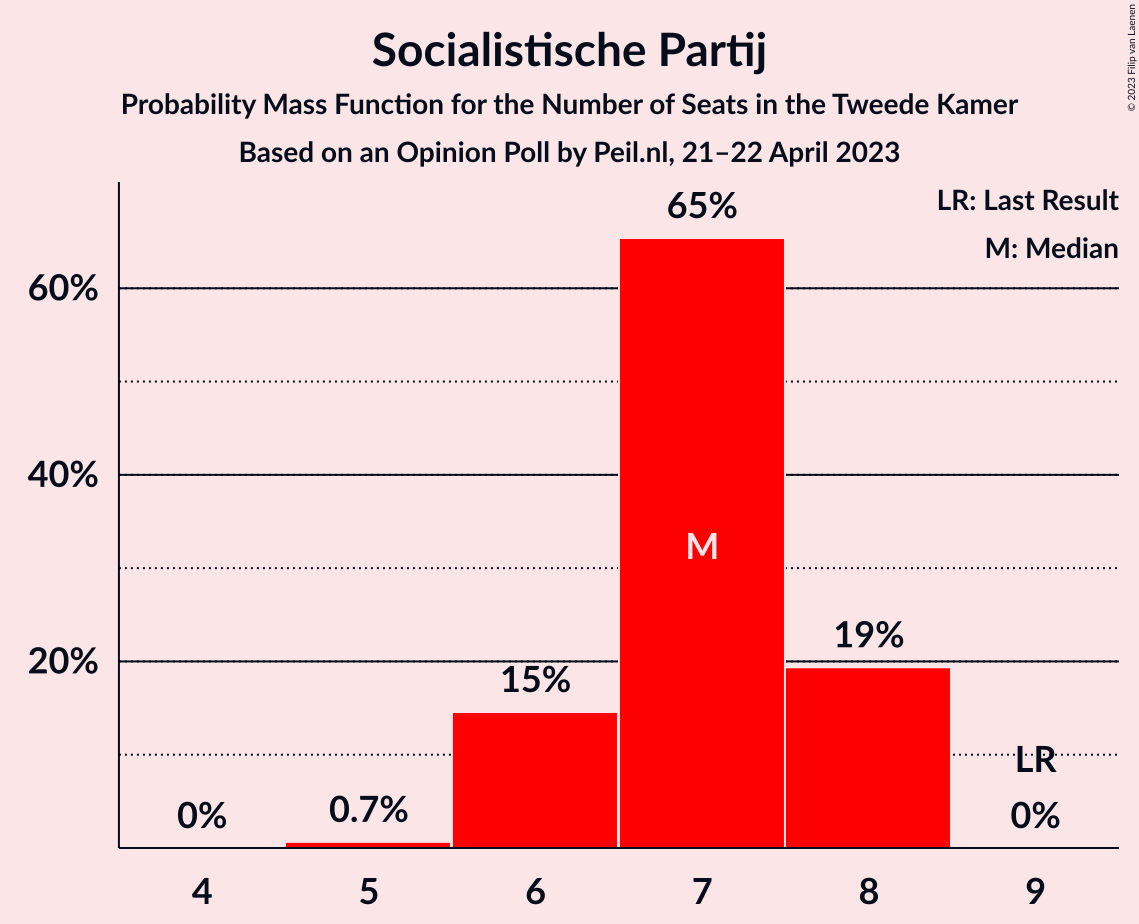 Socialistische Partij
Probability Mass Function for the Number of Seats in the Tweede Kamer
Based on an Opinion Poll by Peil.nl, 21–22 April 2023
© 2023 Filip van Laenen
LR: Last Result
M: Median
65%
60%
40%
M
19%
20%
15%
LR
0%
0.7%
0%
4 5 6 7 8 9